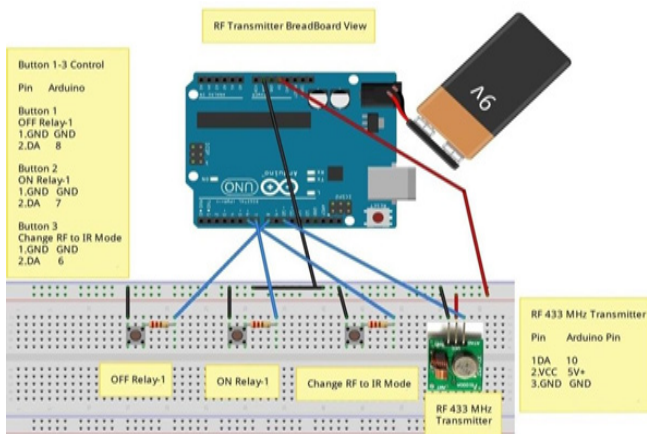 RF Transmitter BreadBoard View
Button 1-3 Control
Pin Arduino
Button 1
OFF Relay-1
1.GND GND
2.DA 8
Button 2
ON Relay-1
1.GND GND
2.DA 7
Button 3
Change RF to IR Mode
1.GND GND
2.DA 6
9V
UNO
RF 433 MHz Transmitter
Pin Arduino Pin
1DA 10
2.VCC 5V+
3.GND GND
OFF Relay-1
ON Relay-1
Change RF to IR Mode
RF 433 MHz
Transmitter